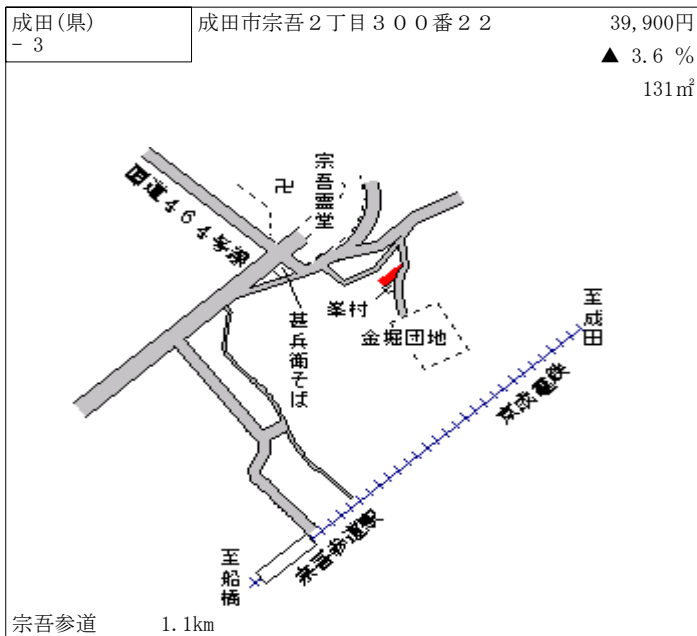 成田(県)
- 3
成田市宗吾２丁目３００番２２
39,900円
▲ 3.6 %
131㎡
宗吾霊堂
卍
国道４６４号線
峯村
甚兵衛そば
金堀団地
至成田
京成電鉄
宗吾参道駅
至船橋
宗吾参道 1.1km